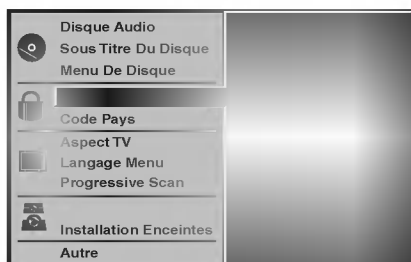 Disque Audio
Sous Titre Du Disque
Menu De Disque
Code Pays
Aspect TV
Langage Menu
Progressive Scan
Installation Enceintes
Autre